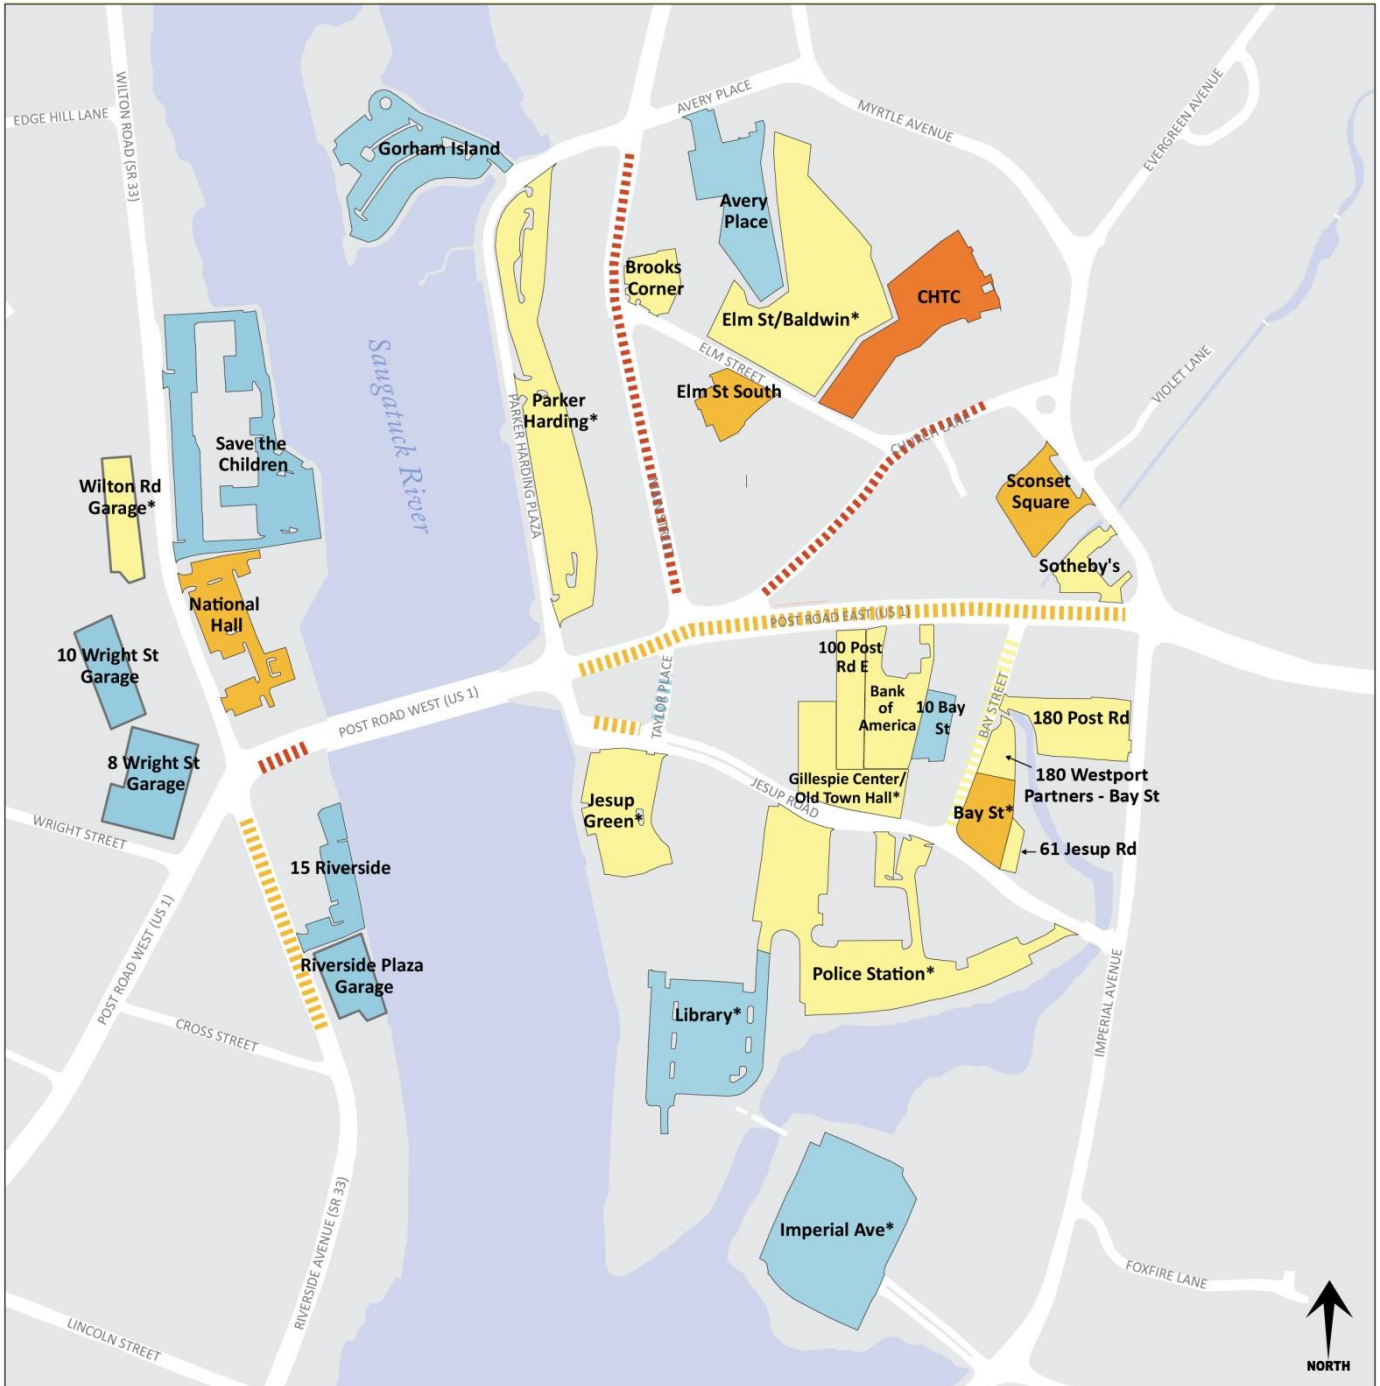 AVERY PLACE
MYRTLE AVENUE
EVERGREEN AVENUE
EDGE HILL LANE
WILTON ROAD (SR 33)
Gorham Island
Avery
Place
Brooks
Corner
CHTC
Elm St/Baldwin*
ELM STREET
Elm St South
VIOLET LANE
Saugatuck River
Parker
Harding*
PARKER HARDING PLAZA
CHURCH LANE
Save the
Children
Wilton Rd
Garage*
Sconset
Square
Sotheby's
National
Hall
POST ROAD EAST (US 1)
10 Wright St
Garage
100 Post
Rd E
Bank
of
America
10 Bay
St
BAY STREET
180 Post Rd
TAYLOR PLACE
POST ROAD WEST (US 1)
8 Wright St
Garage
Gillespie Center/
Old Town Hall*
180 Westport
Partners - Bay St
JESUP ROAD
Jesup
Green*
Bay St*
61 Jesup Rd
WRIGHT STREET
15 Riverside
POST ROAD WEST (US 1)
Riverside Plaza
Garage
Police Station*
Library*
CROSS STREET
IMPERIAL AVENUE
RIVERSIDE AVENUE (SR 33)
Imperial Ave*
FOXFIRE LANE
LINCOLN STREET
NORTH